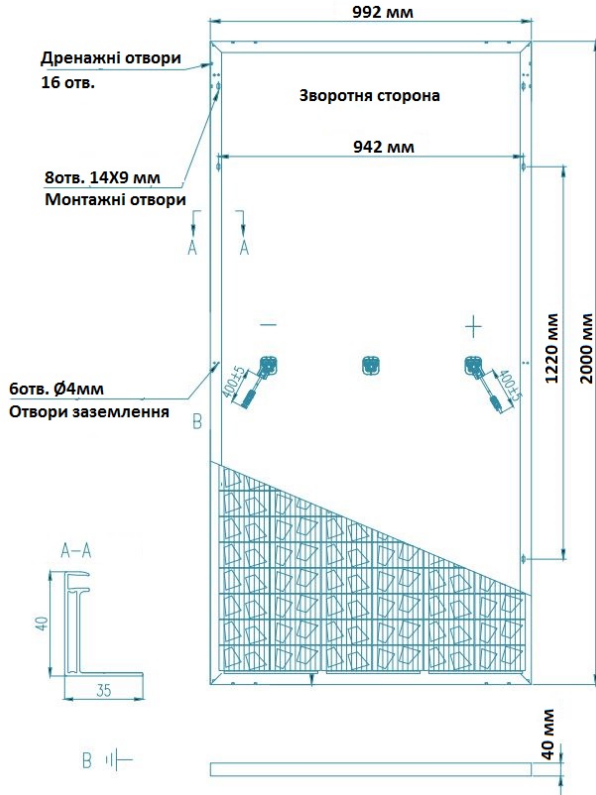 992 мм
Дренажні отвори
16 отв.
Зворотня сторона
942 мм
8отв. 14X9 мм
Монтажні отвори
A A
1220 мм
2000 мм
− +
400±5
400±5
6отв. Ø4мм
Отвори заземлення
B
A-A
40
35
B
40 мм